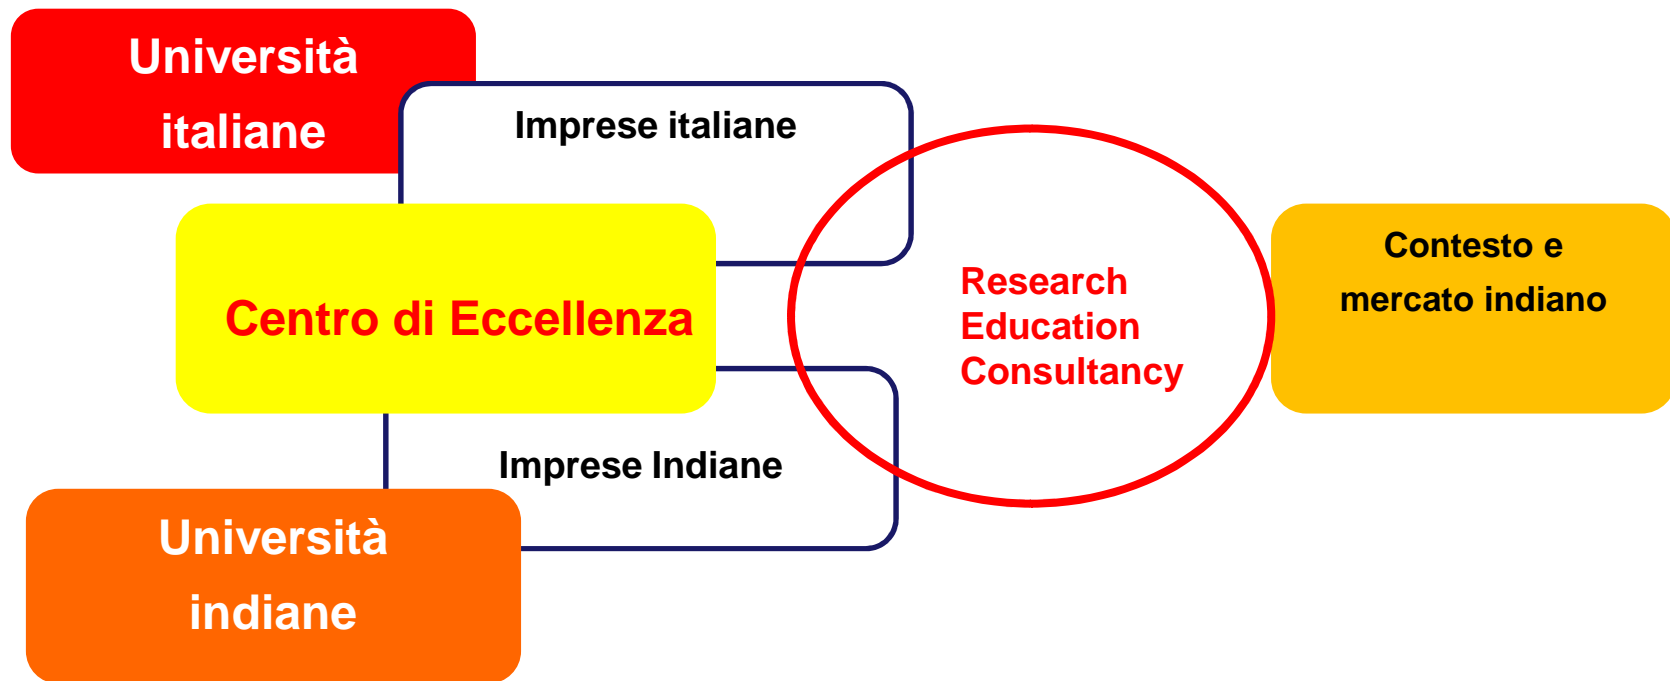 Università
italiane
Imprese italiane
Centro di Eccellenza
Research
Education
Consultancy
Contesto e
mercato indiano
Imprese Indiane
Università
indiane